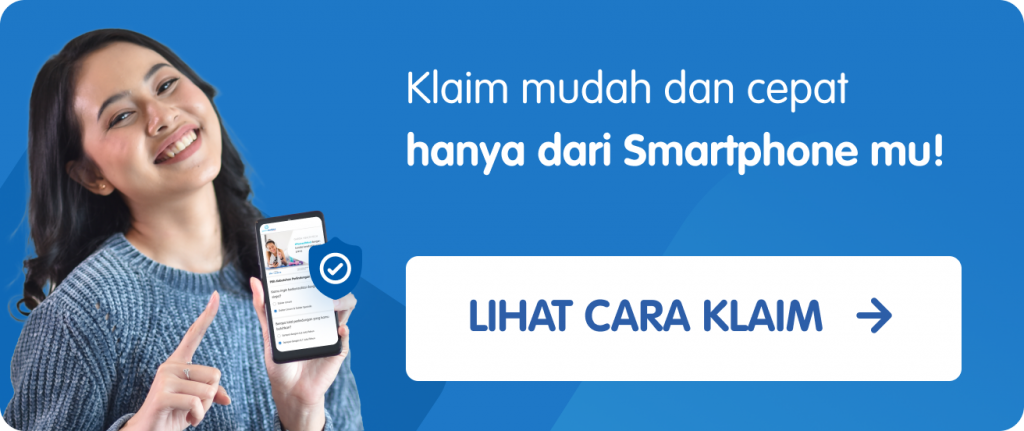 Klaim mudah dan cepat
hanya dari Smartphone mu!
LIHAT CARA KLAIM